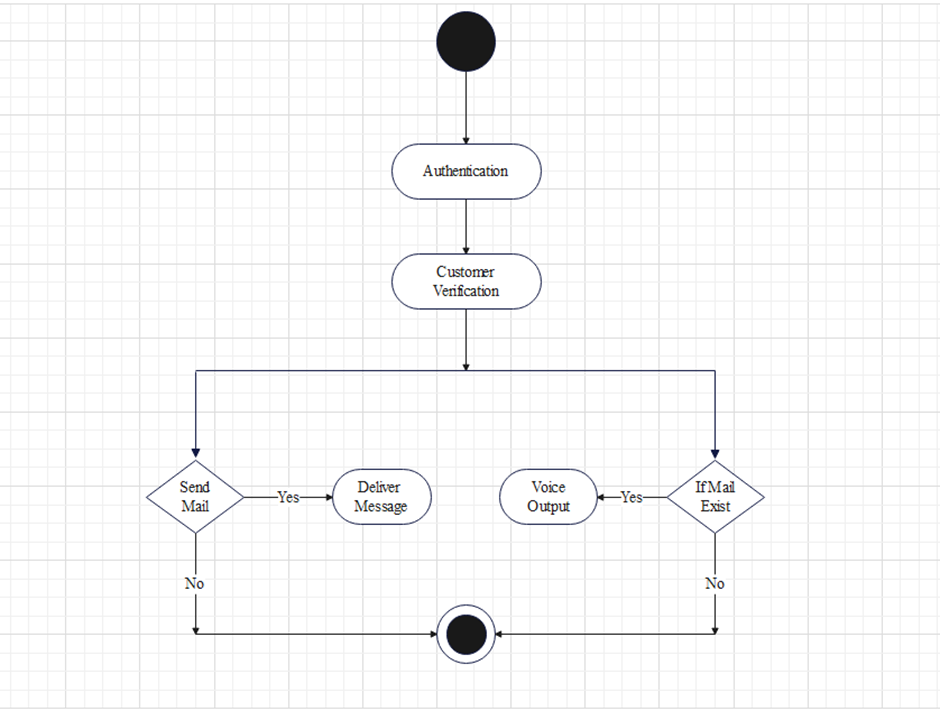 Authentication
Customer
Verification
Send
Mail
Yes
Deliver
Message
Voice
Output
Yes
If Mail
Exist
No
No